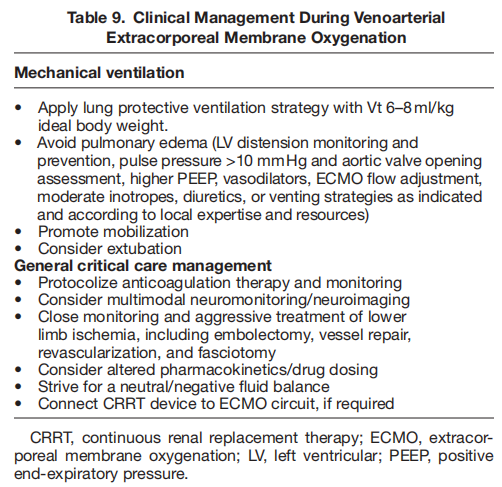 Table 9. Clinical Management During Venoarterial
Extracorporeal Membrane Oxygenation
Mechanical ventilation
• Apply lung protective ventilation strategy with Vt 6–8 ml/kg
ideal body weight.
• Avoid pulmonary edema (LV distension monitoring and
prevention, pulse pressure >10 mm Hg and aortic valve opening
assessment, higher PEEP, vasodilators, ECMO flow adjustment,
moderate inotropes, diuretics, or venting strategies as indicated
and according to local expertise and resources)
• Promote mobilization
• Consider extubation
General critical care management
• Protocolize anticoagulation therapy and monitoring
• Consider multimodal neuromonitoring/neuroimaging
• Close monitoring and aggressive treatment of lower
limb ischemia, including embolectomy, vessel repair,
revascularization, and fasciotomy
• Consider altered pharmacokinetics/drug dosing
• Strive for a neutral/negative fluid balance
• Connect CRRT device to ECMO circuit, if required
CRRT, continuous renal replacement therapy; ECMO, extracor-
poreal membrane oxygenation; LV, left ventricular; PEEP, positive
end-expiratory pressure.